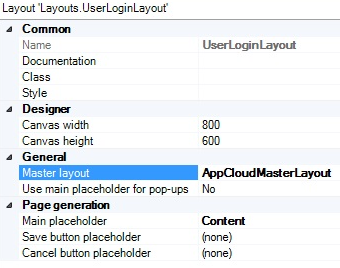 Layout 'Layouts.UserLoginLayout'
Common
Name UserLoginLayout
Documentation
Class
Style
Designer
Canvas width 800
Canvas height 600
General
Master layout AppCloudMasterLayout
Use main placeholder for pop-ups No
Page generation
Main placeholder Content
Save button placeholder (none)
Cancel button placeholder (none)